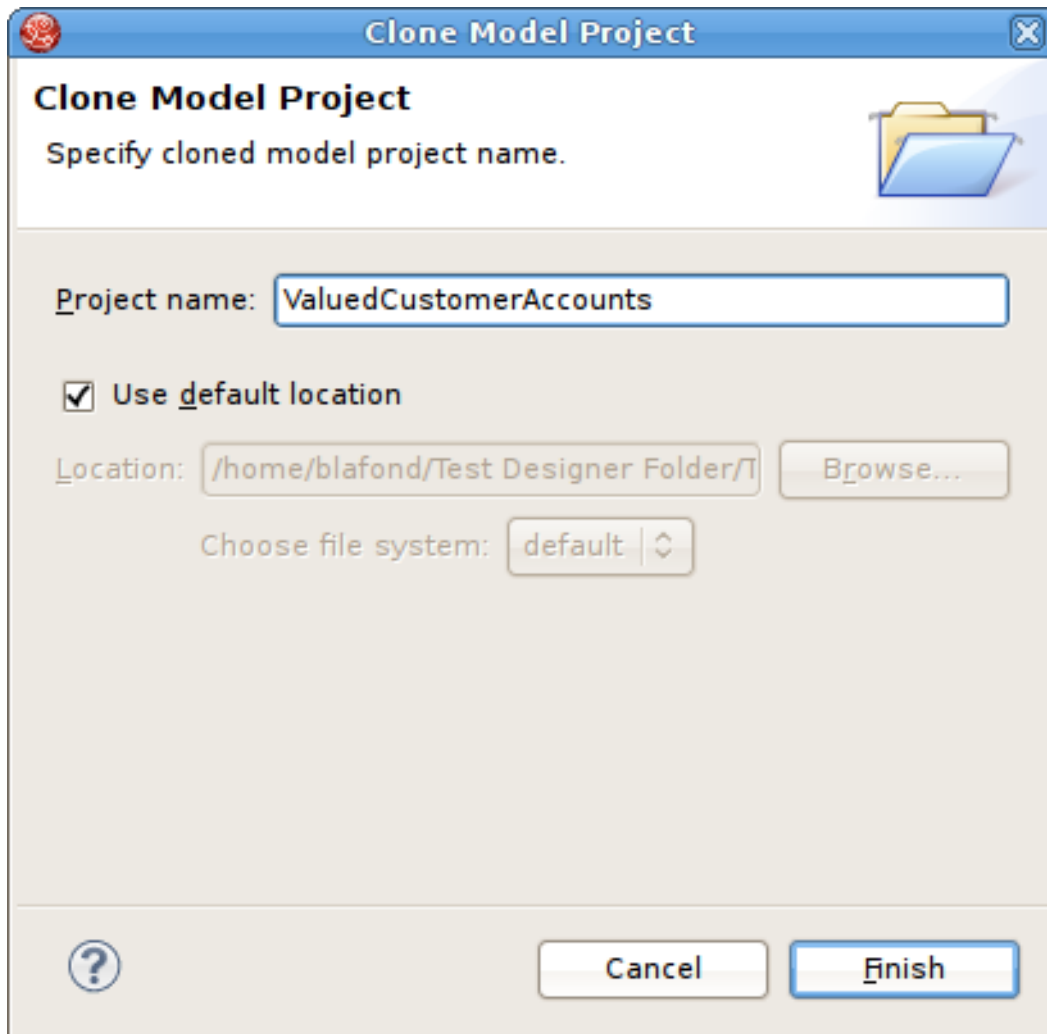 Clone Model Project
Clone Model Project
Specify cloned model project name.
Project name: ValuedCustomerAccounts
Use default location
Location: /home/blafond/Test Designer Folder/T Browse...
Choose file system: default
? Cancel Finish